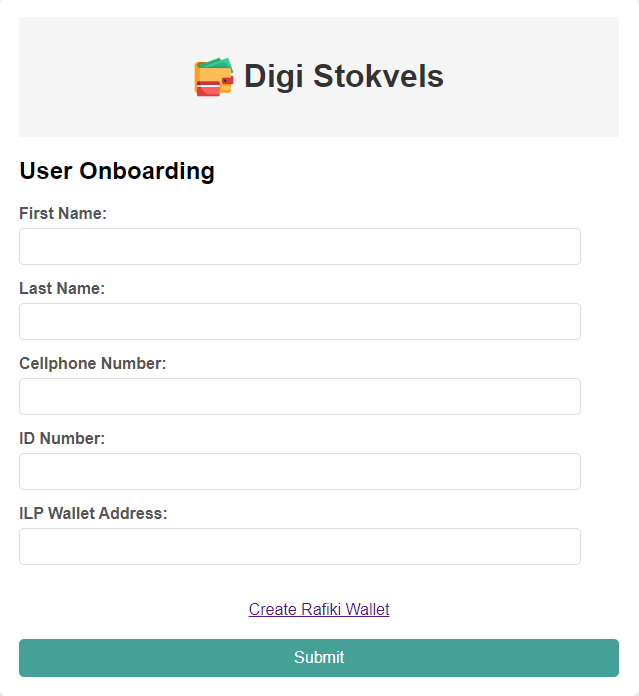 Digi Stokvels
User Onboarding
First Name:
Last Name:
Cellphone Number:
ID Number:
ILP Wallet Address:
Create Rafiki Wallet
Submit